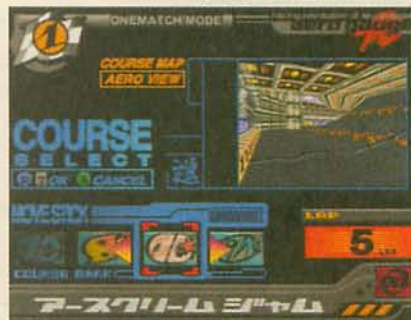 1
ONEMATCH MODE
COURSE MAP
AERO VIEW
COURSE
SELECT
OK CANCEL
MOVE STICK
LAP
5
アースクリーム ジャム